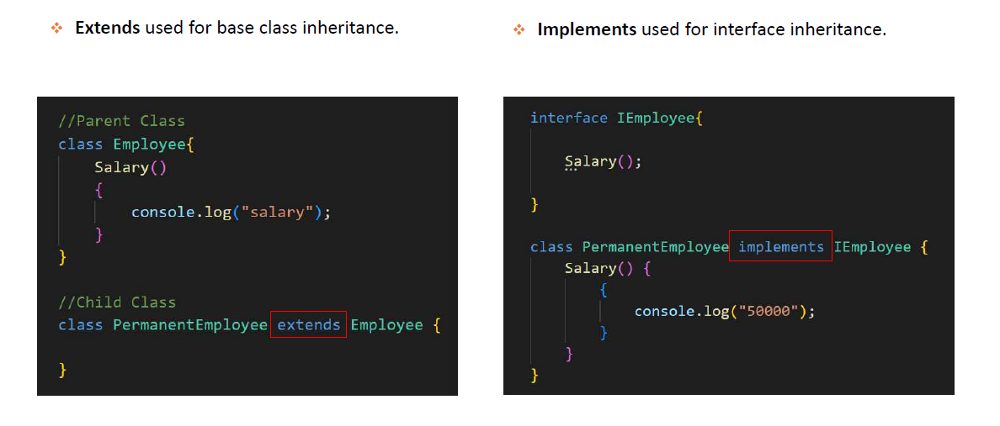 ❖ Extends used for base class inheritance.
//Parent Class
class Employee{
    Salary()
    {
        console.log("salary");
    }
}
//Child Class
class PermanentEmployee extends Employee {
}
❖ Implements used for interface inheritance.
interface IEmployee{
    Salary();
}
class PermanentEmployee implements IEmployee {
    Salary() {
        {
            console.log("50000");
        }
    }
}